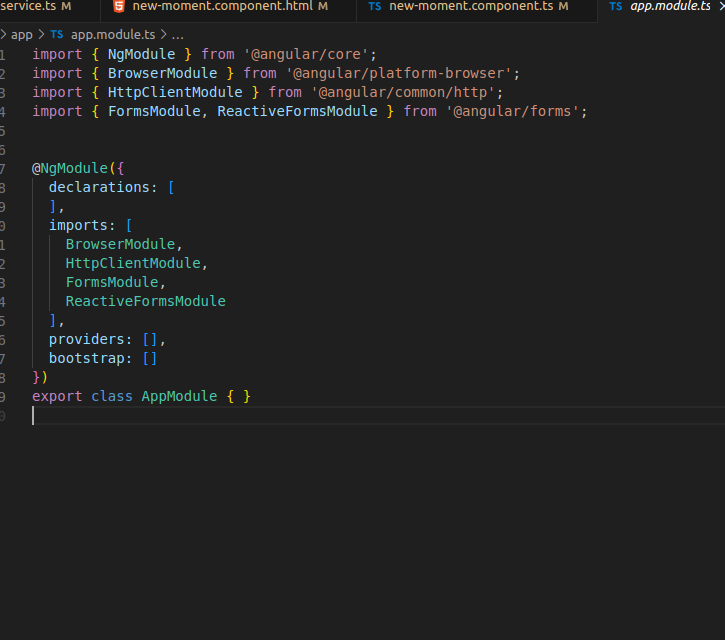 service.ts M new-moment.component.html M TS new-moment.component.ts M TS app.module.ts
> app > TS app.module.ts > ...
1 import { NgModule } from '@angular/core';
2 import { BrowserModule } from '@angular/platform-browser';
3 import { HttpClientModule } from '@angular/common/http';
4 import { FormsModule, ReactiveFormsModule } from '@angular/forms';
5
6
7 @NgModule({
8 declarations: [
9 ],
0 imports: [
1 BrowserModule,
2 HttpClientModule,
3 FormsModule,
4 ReactiveFormsModule
5 ],
6 providers: [],
7 bootstrap: []
8 })
9 export class AppModule { }
0